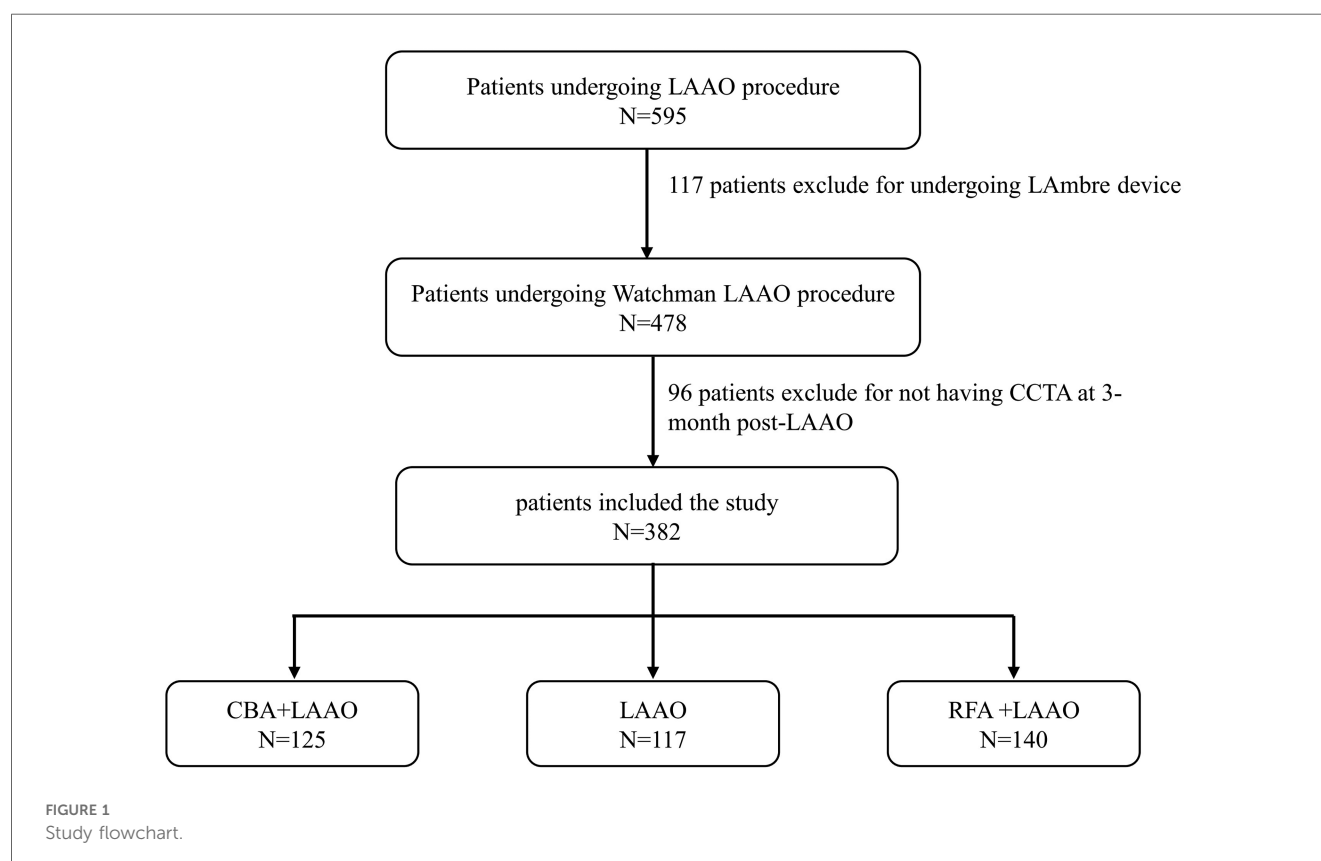 Patients undergoing LAAO procedure
N=595
117 patients exclude for undergoing LAmbre device
Patients undergoing Watchman LAAO procedure
N=478
96 patients exclude for not having CCTA at 3-
month post-LAAO
patients included the study
N=382
CBA+LAAO
N=125
LAAO
N=117
RFA +LAAO
N=140
FIGURE 1
Study flowchart.